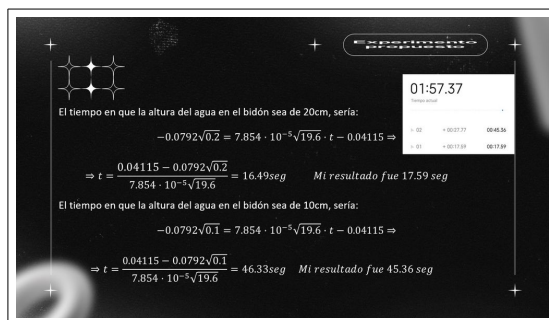 Experimento
propuesto
01:57.37
Tiempo actual
02 + 00:27.77 00:45.36
01 + 00:17.59 00:17.59
El tiempo en que la altura del agua en el bidón sea de 20cm, sería:
−0.0792√0.2 = 7.854 · 10⁻⁵√19.6 · t − 0.04115 ⇒
⇒ t = (0.04115 − 0.0792√0.2) / (7.854 · 10⁻⁵√19.6) = 16.49seg Mi resultado fue 17.59 seg
El tiempo en que la altura del agua en el bidón sea de 10cm, sería:
−0.0792√0.1 = 7.854 · 10⁻⁵√19.6 · t − 0.04115 ⇒
⇒ t = (0.04115 − 0.0792√0.1) / (7.854 · 10⁻⁵√19.6) = 46.33seg Mi resultado fue 45.36 seg